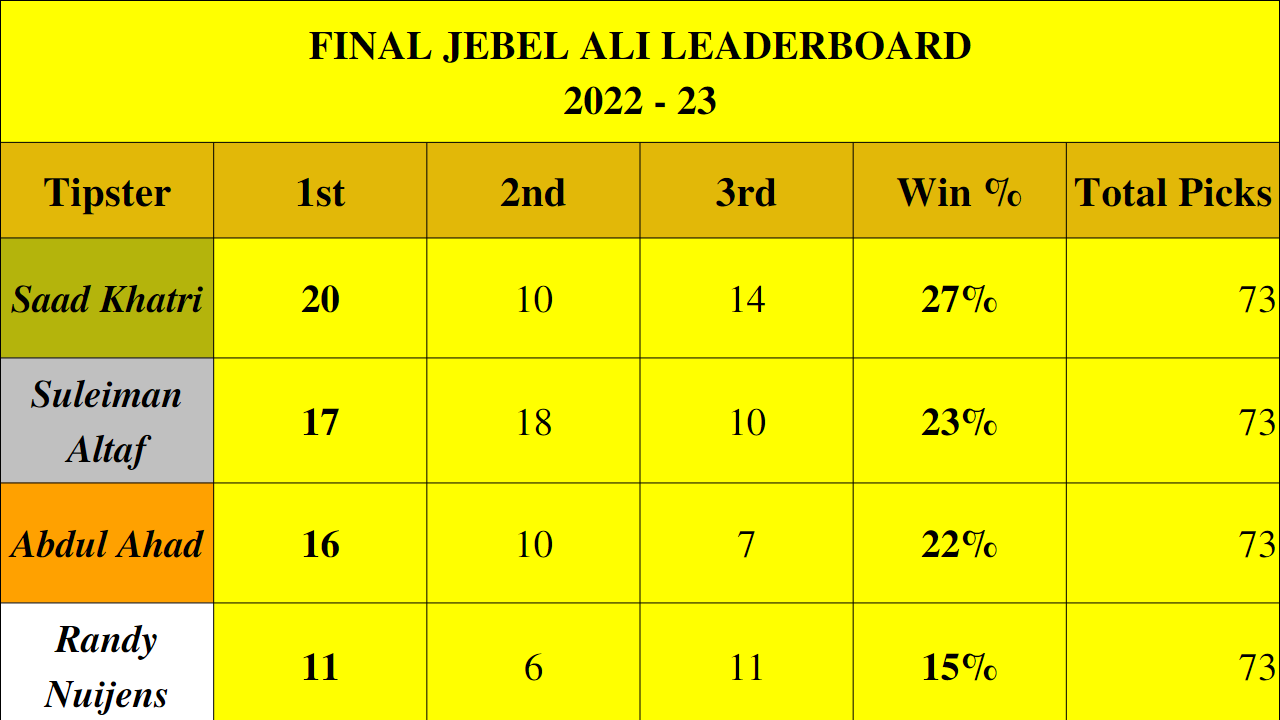 FINAL JEBEL ALI LEADERBOARD
2022 - 23
Tipster 1st 2nd 3rd Win % Total Picks
Saad Khatri 20 10 14 27% 73
Suleiman
Altaf 17 18 10 23% 73
Abdul Ahad 16 10 7 22% 73
Randy
Nuijens 11 6 11 15% 73